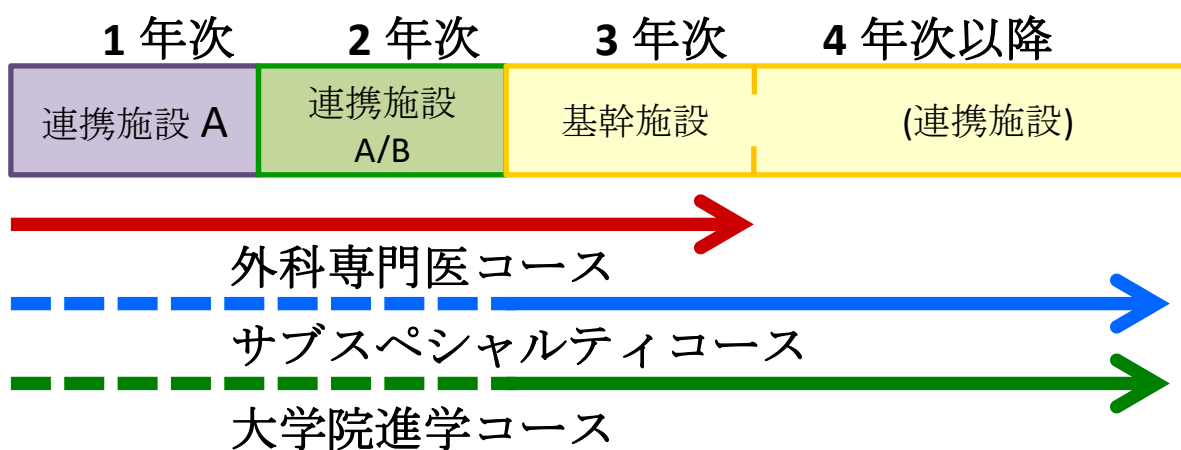 1 年次 2 年次 3 年次 4 年次以降
連携施設 A 連携施設 A/B 基幹施設 (連携施設)
外科専門医コース
サブスペシャルティコース
大学院進学コース